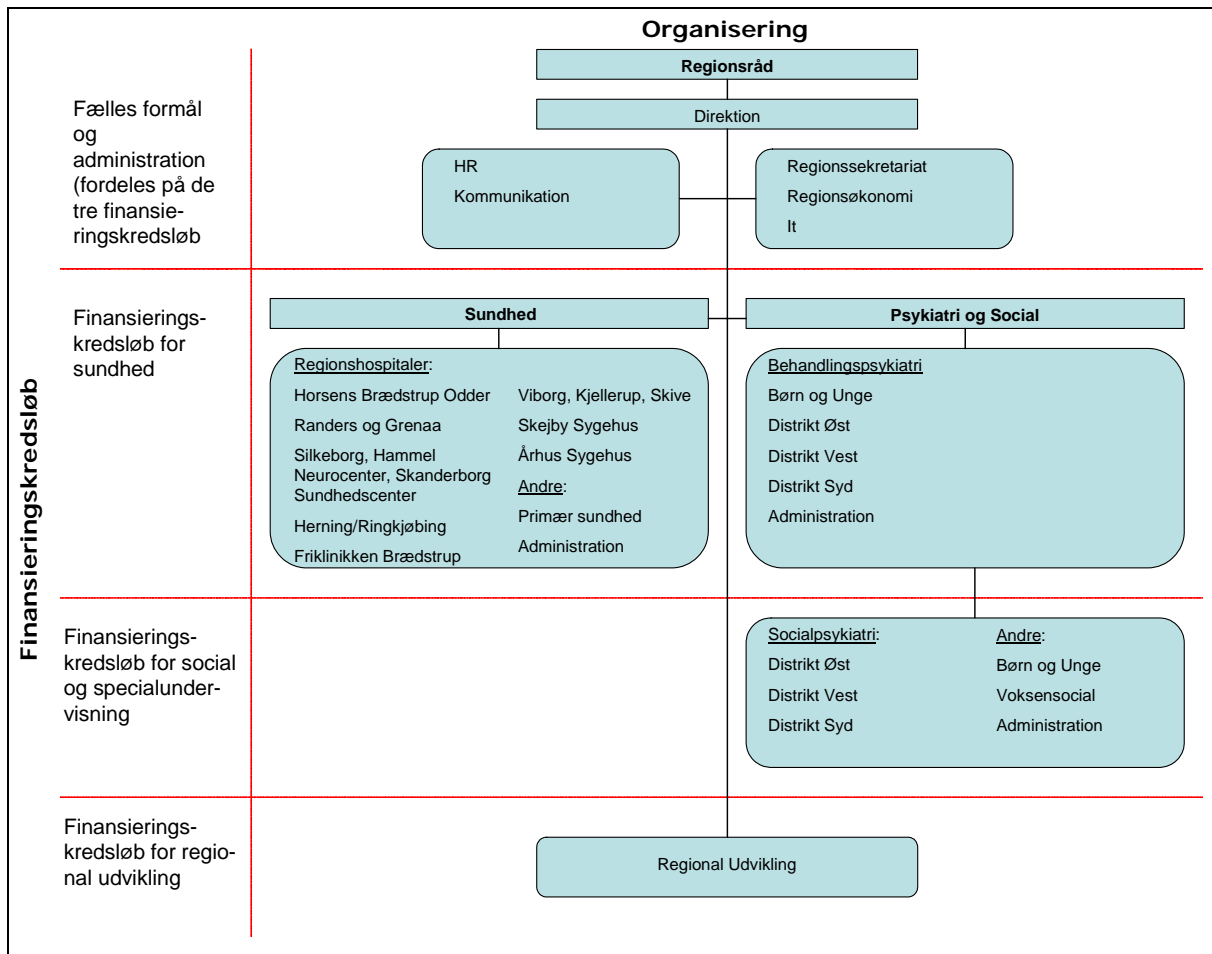 Organisering
Finansieringskredsløb
Regionsråd
Direktion
Fælles formål
og
administration
(fordeles på de
tre finansie-
ringskredsløb
HR
Kommunikation
Regionssekretariat
Regionsøkonomi
It
Finansierings-
kredsløb for
sundhed
Sundhed
Regionshospitaler:
Horsens Brædstrup Odder
Randers og Grenaa
Silkeborg, Hammel
Neurocenter, Skanderborg
Sundhedscenter
Herning/Ringkjøbing
Friklinikken Brædstrup
Viborg, Kjellerup, Skive
Skejby Sygehus
Århus Sygehus
Andre:
Primær sundhed
Administration
Psykiatri og Social
Behandlingspsykiatri
Børn og Unge
Distrikt Øst
Distrikt Vest
Distrikt Syd
Administration
Finansierings-
kredsløb for social
og specialunder-
visning
Socialpsykiatri:
Distrikt Øst
Distrikt Vest
Distrikt Syd
Andre:
Børn og Unge
Voksensocial
Administration
Finansierings-
kredsløb for regio-
nal udvikling
Regional Udvikling